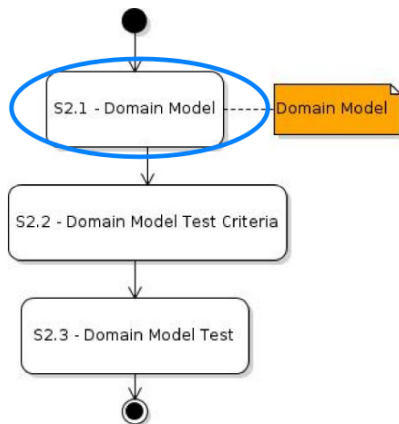 S2.1 - Domain Model
Domain Model
S2.2 - Domain Model Test Criteria
S2.3 - Domain Model Test